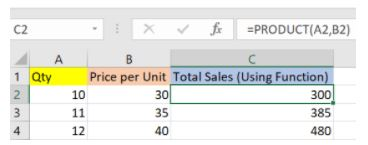 C2 fx =PRODUCT(A2,B2)
A B C
1 Qty Price per Unit Total Sales (Using Function)
2 10 30 300
3 11 35 385
4 12 40 480